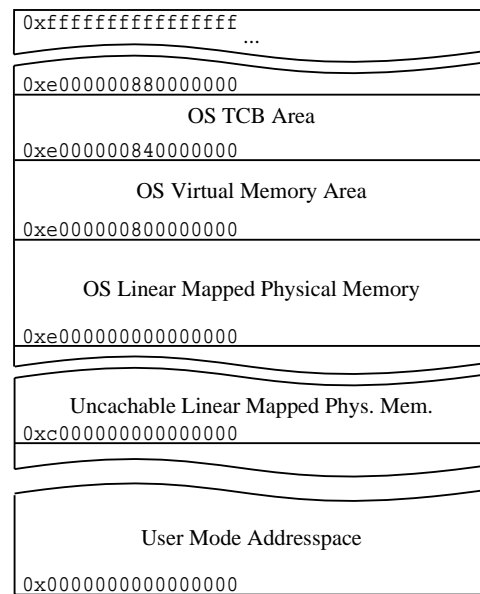 0xffffffffffffffff
...
0xe000000880000000
OS TCB Area
0xe000000840000000
OS Virtual Memory Area
0xe000000800000000
OS Linear Mapped Physical Memory
0xe000000000000000
Uncachable Linear Mapped Phys. Mem.
0xc000000000000000
User Mode Addresspace
0x0000000000000000